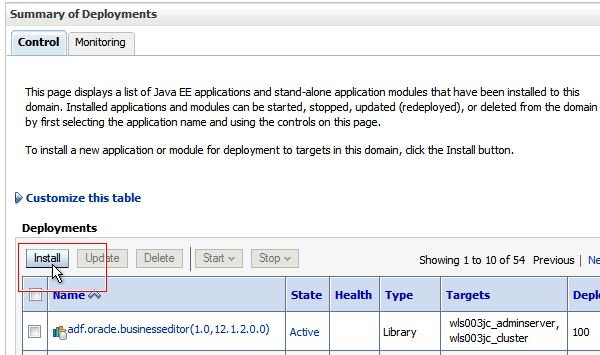 Summary of Deployments
Control Monitoring
This page displays a list of Java EE applications and stand-alone application modules that have been installed to this
domain. Installed applications and modules can be started, stopped, updated (redeployed), or deleted from the domain
by first selecting the application name and using the controls on this page.
To install a new application or module for deployment to targets in this domain, click the Install button.
Customize this table
Deployments
Install Update Delete Start Stop Showing 1 to 10 of 54 Previous | Ne
Name State Health Type Targets Deplo
adf.oracle.businesseditor(1.0,12.1.2.0.0) Active Library wls003jc_adminserver, 100
wls003jc_cluster